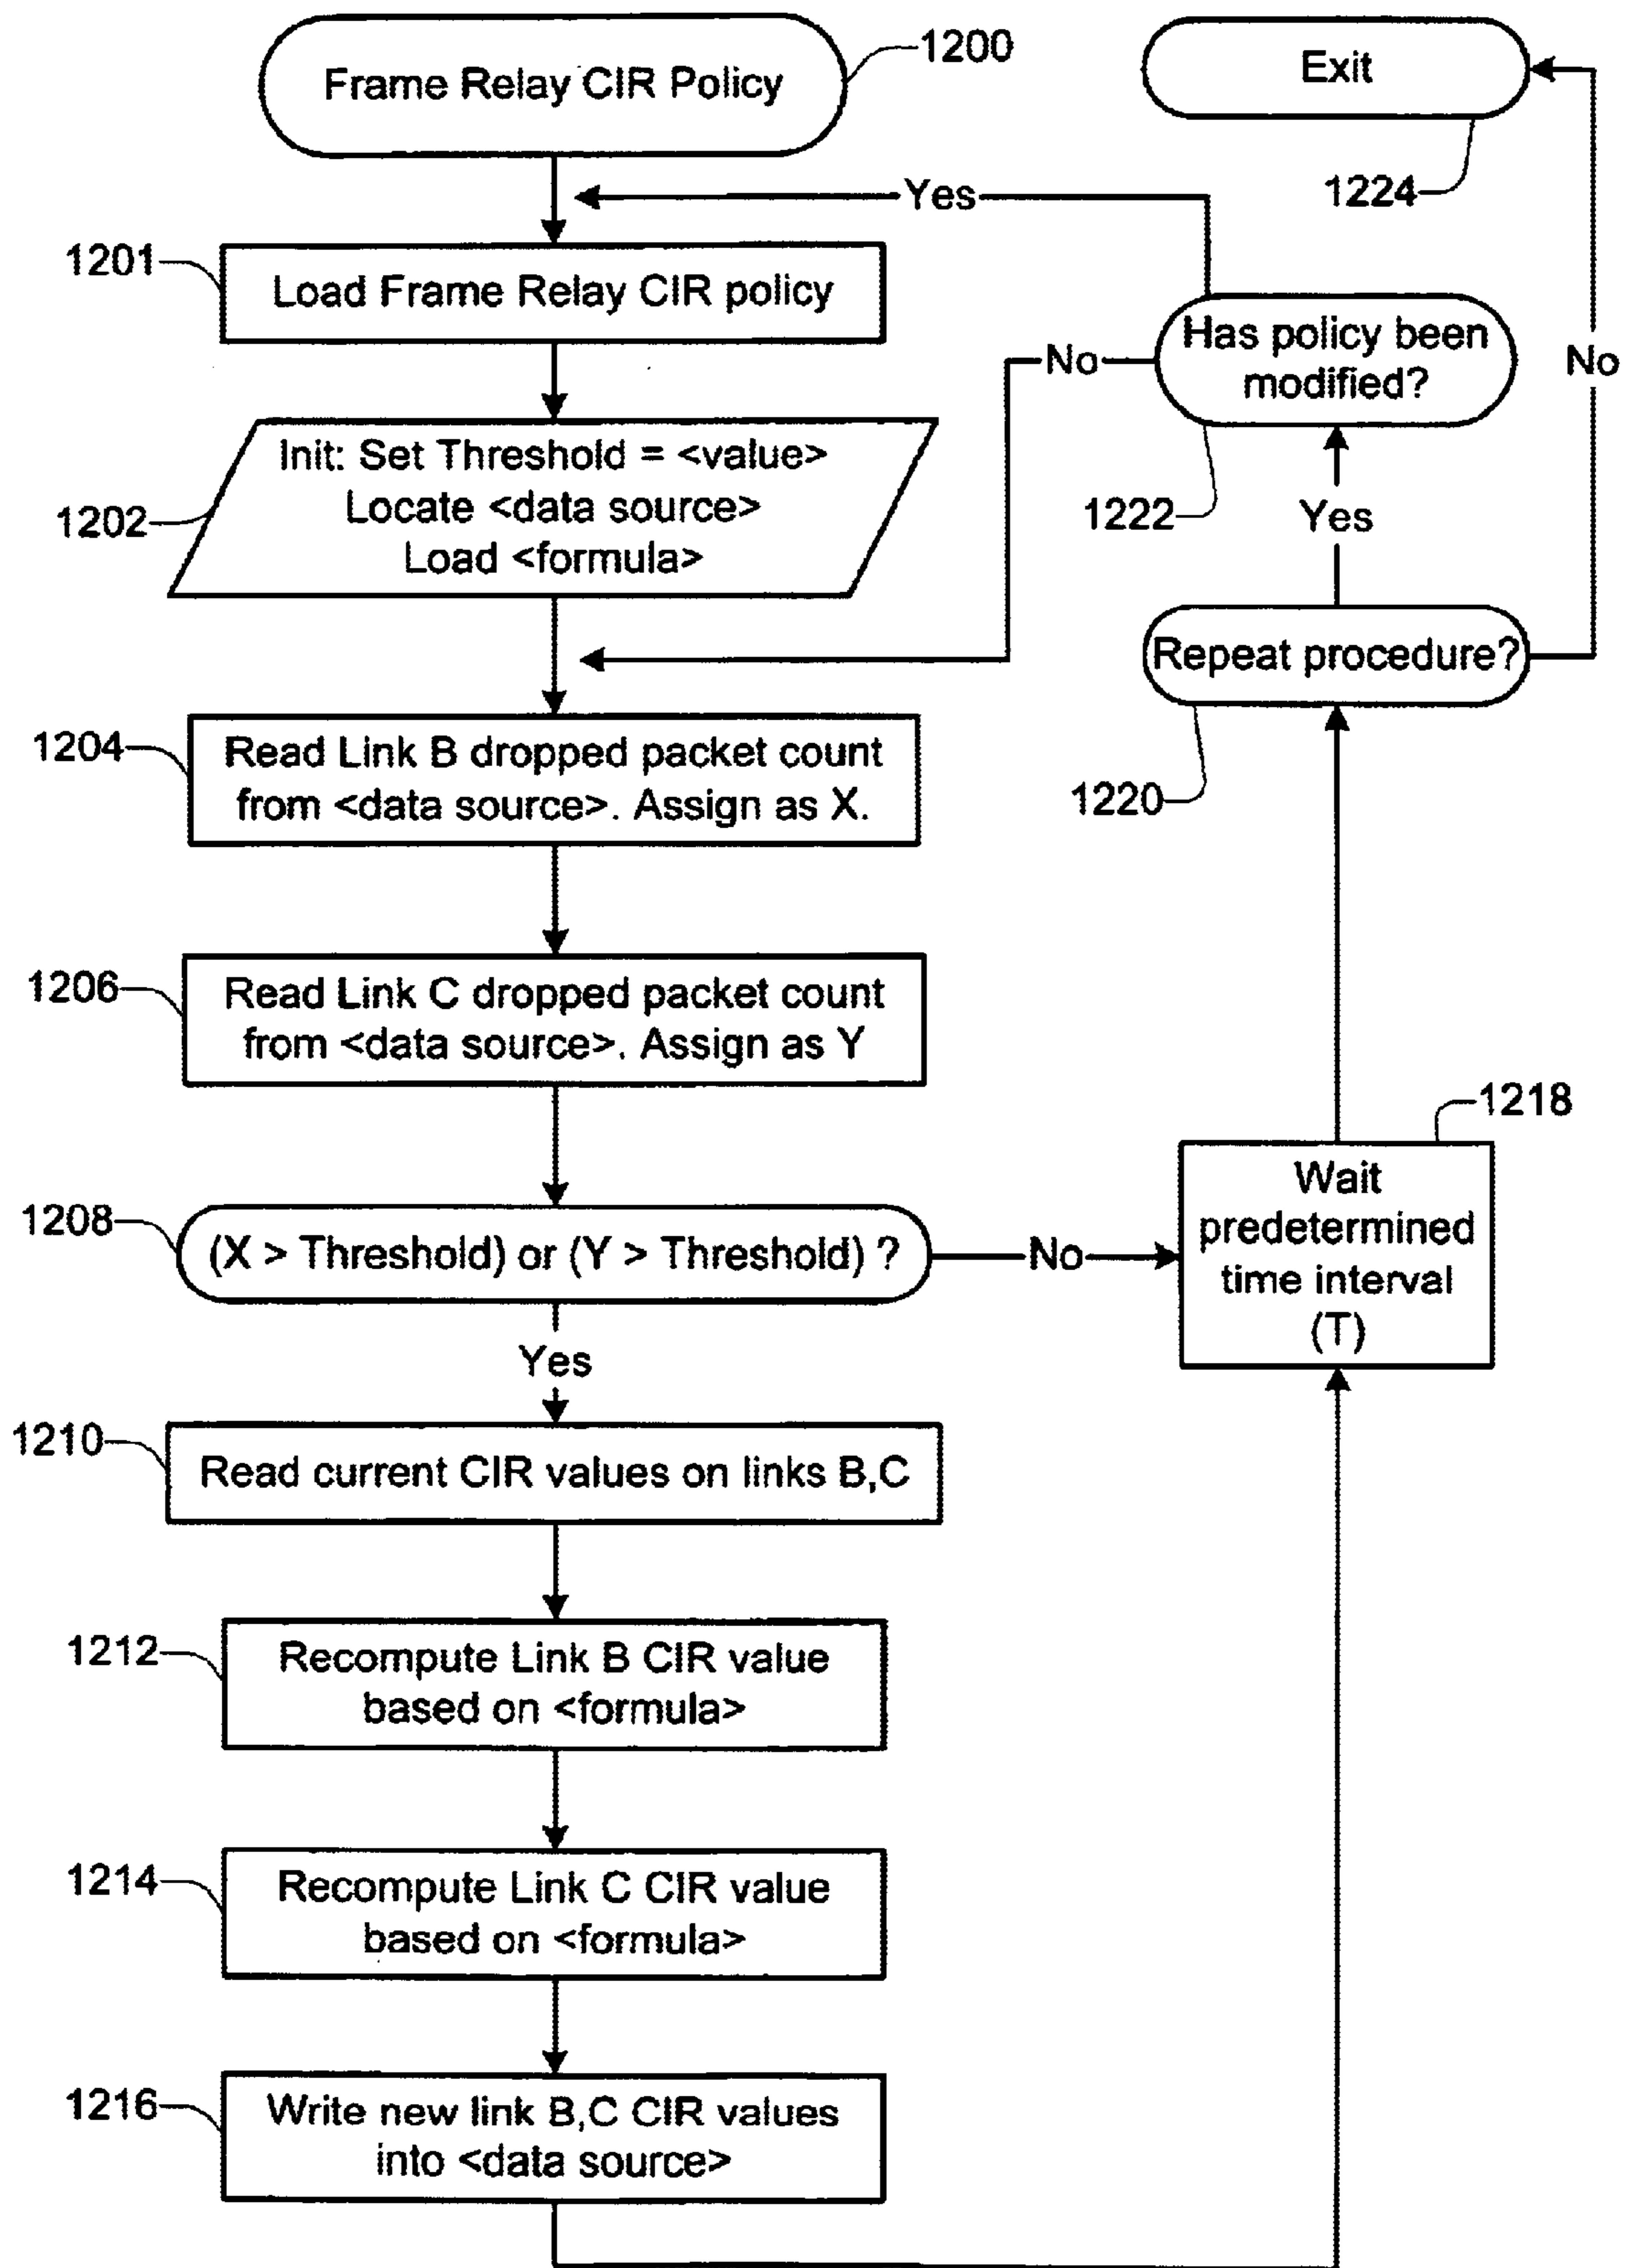 Frame Relay CIR Policy
1200
Exit
1224
Yes
1201
Load Frame Relay CIR policy
Has policy been
modified?
No
No
1222
Yes
Init: Set Threshold = <value>
Locate <data source>
Load <formula>
1202
Repeat procedure?
1220
1204
Read Link B dropped packet count
from <data source>. Assign as X.
1206
Read Link C dropped packet count
from <data source>. Assign as Y
1218
Wait
predetermined
time interval
(T)
1208
(X > Threshold) or (Y > Threshold) ?
No
Yes
1210
Read current CIR values on links B,C
1212
Recompute Link B CIR value
based on <formula>
1214
Recompute Link C CIR value
based on <formula>
1216
Write new link B,C CIR values
into <data source>